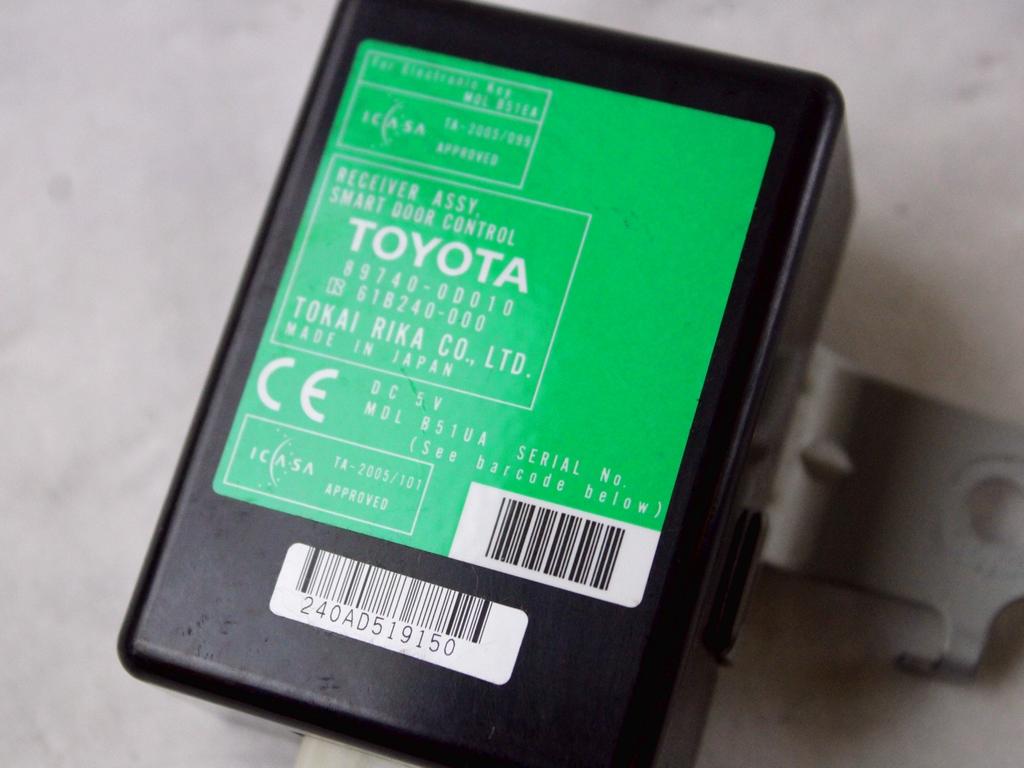 For Electronic Key
MDL B51EA
ICASA TA-2005/099
APPROVED
RECEIVER ASSY,
SMART DOOR CONTROL
TOYOTA
89740-0D010
61B240-000
TOKAI RIKA CO., LTD.
MADE IN JAPAN
CE
DC 5V
MDL B51UA SERIAL No.
(See barcode below)
ICASA TA-2005/101
APPROVED
240AD519150